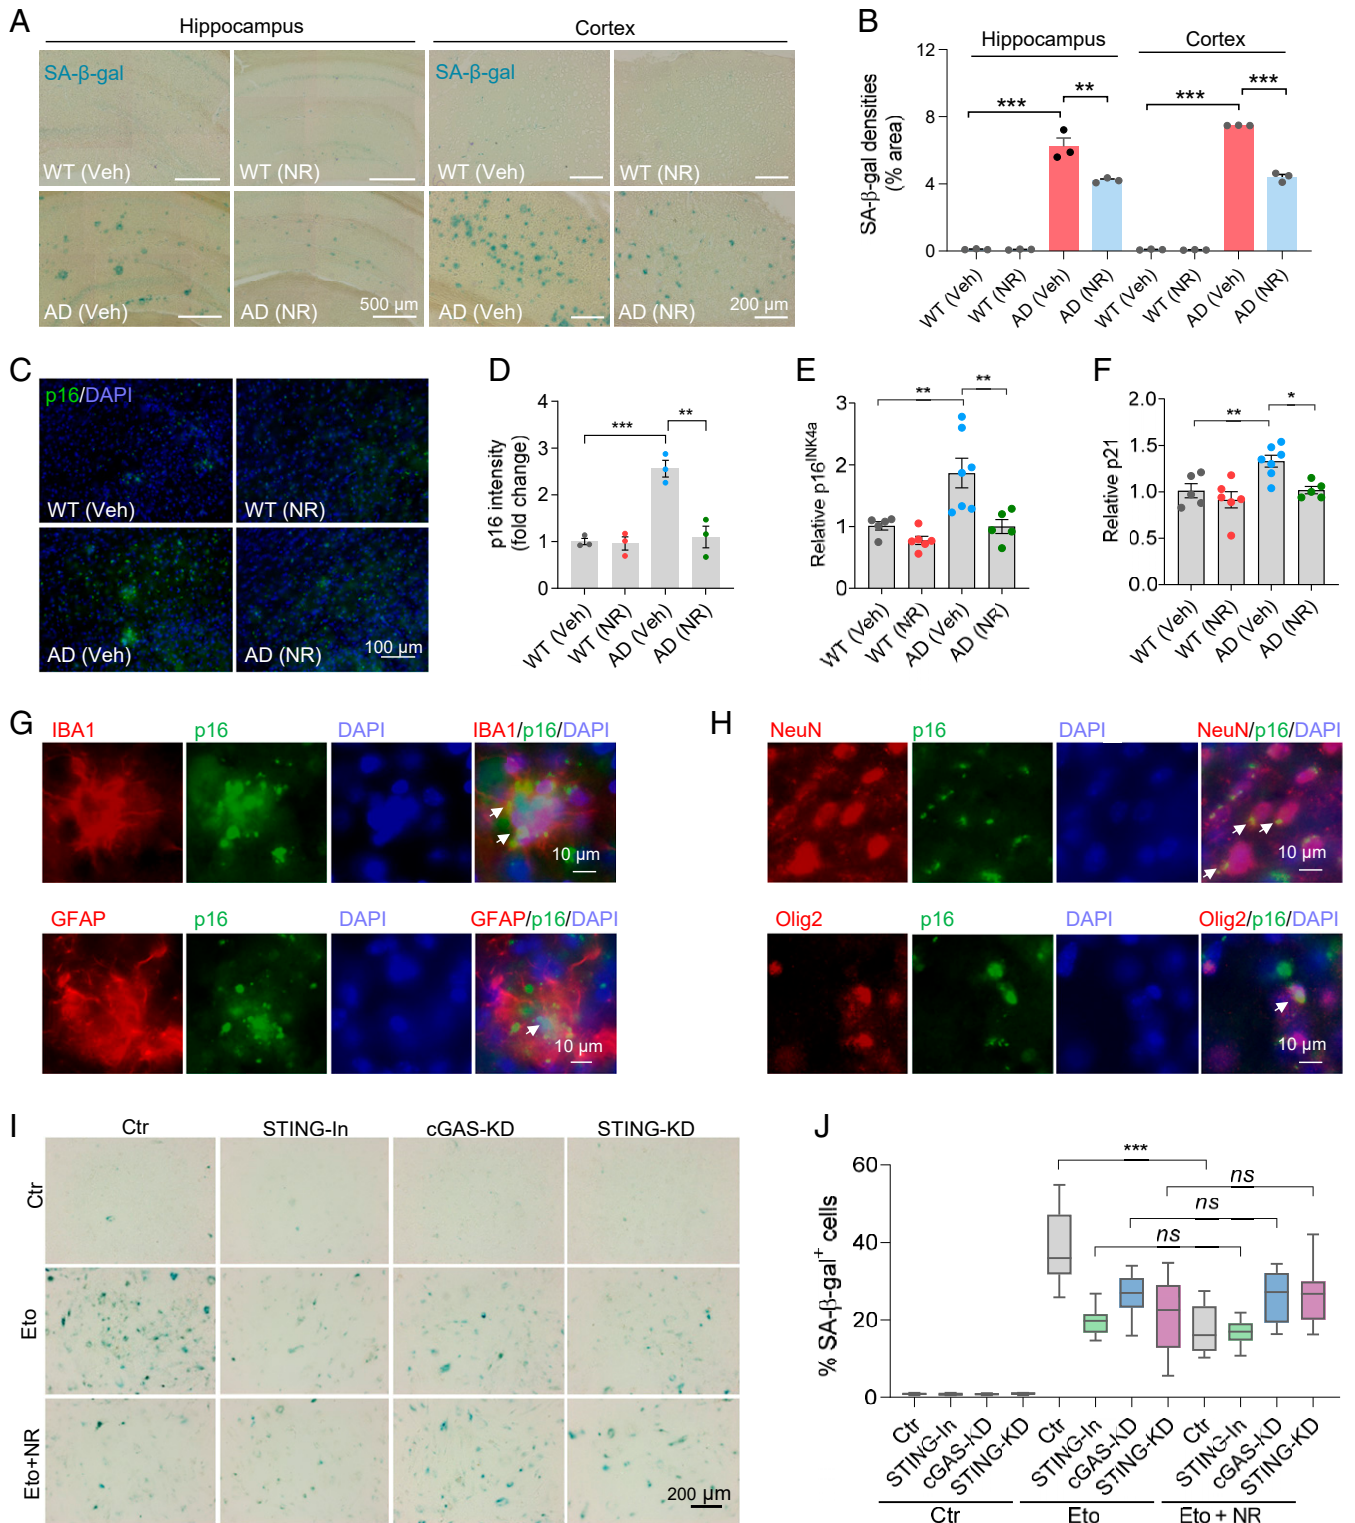 A
Hippocampus
Cortex
SA-β-gal
SA-β-gal
WT (Veh)
WT (NR)
WT (Veh)
WT (NR)
AD (Veh)
AD (NR)
500 μm
AD (Veh)
AD (NR)
200 μm
B
Hippocampus
Cortex
SA-β-gal densities
(% area)
12
8
4
0
***
**
***
***
WT (Veh)
WT (NR)
AD (Veh)
AD (NR)
WT (Veh)
WT (NR)
AD (Veh)
AD (NR)
C
p16/DAPI
WT (Veh)
WT (NR)
AD (Veh)
AD (NR)
100 μm
D
p16 intensity
(fold change)
4
3
2
1
0
***
**
WT (Veh)
WT (NR)
AD (Veh)
AD (NR)
E
Relative p16INK4a
3
2
1
0
**
**
WT (Veh)
WT (NR)
AD (Veh)
AD (NR)
F
Relative p21
2.0
1.5
1.0
0.5
0.0
**
*
WT (Veh)
WT (NR)
AD (Veh)
AD (NR)
G
IBA1
p16
DAPI
IBA1/p16/DAPI
10 μm
GFAP
p16
DAPI
GFAP/p16/DAPI
10 μm
H
NeuN
p16
DAPI
NeuN/p16/DAPI
10 μm
Olig2
p16
DAPI
Olig2/p16/DAPI
10 μm
I
Ctr
STING-In
cGAS-KD
STING-KD
Ctr
Eto
Eto+NR
200 μm
J
% SA-β-gal+ cells
60
40
20
0
***
ns
ns
ns
Ctr
STING-In
cGAS-KD
STING-KD
Ctr
STING-In
cGAS-KD
STING-KD
Ctr
STING-In
cGAS-KD
STING-KD
Ctr
Eto
Eto + NR